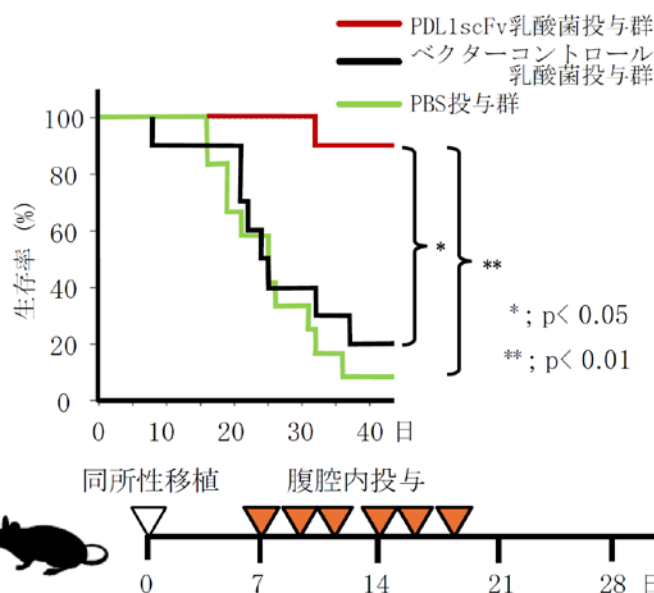 PDL1scFv乳酸菌投与群
ベクターコントロール
乳酸菌投与群
PBS投与群
生存率 (%)
100
80
60
40
20
0
0 10 20 30 40 日
*
**
*; p< 0.05
**; p< 0.01
同所性移植 腹腔内投与
0 7 14 21 28 日